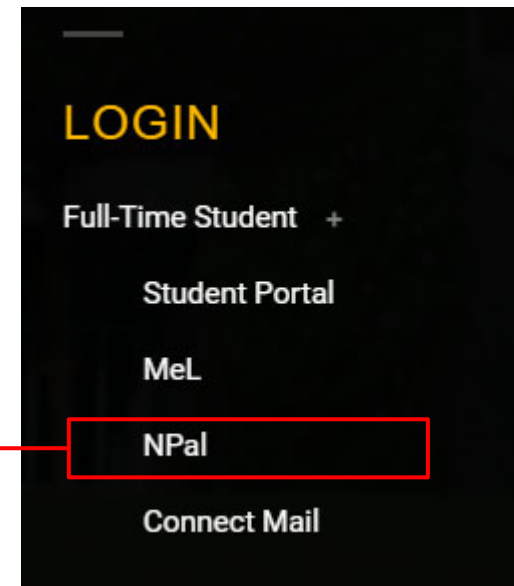 LOGIN
Full-Time Student +
Student Portal
MeL
NPal
Connect Mail